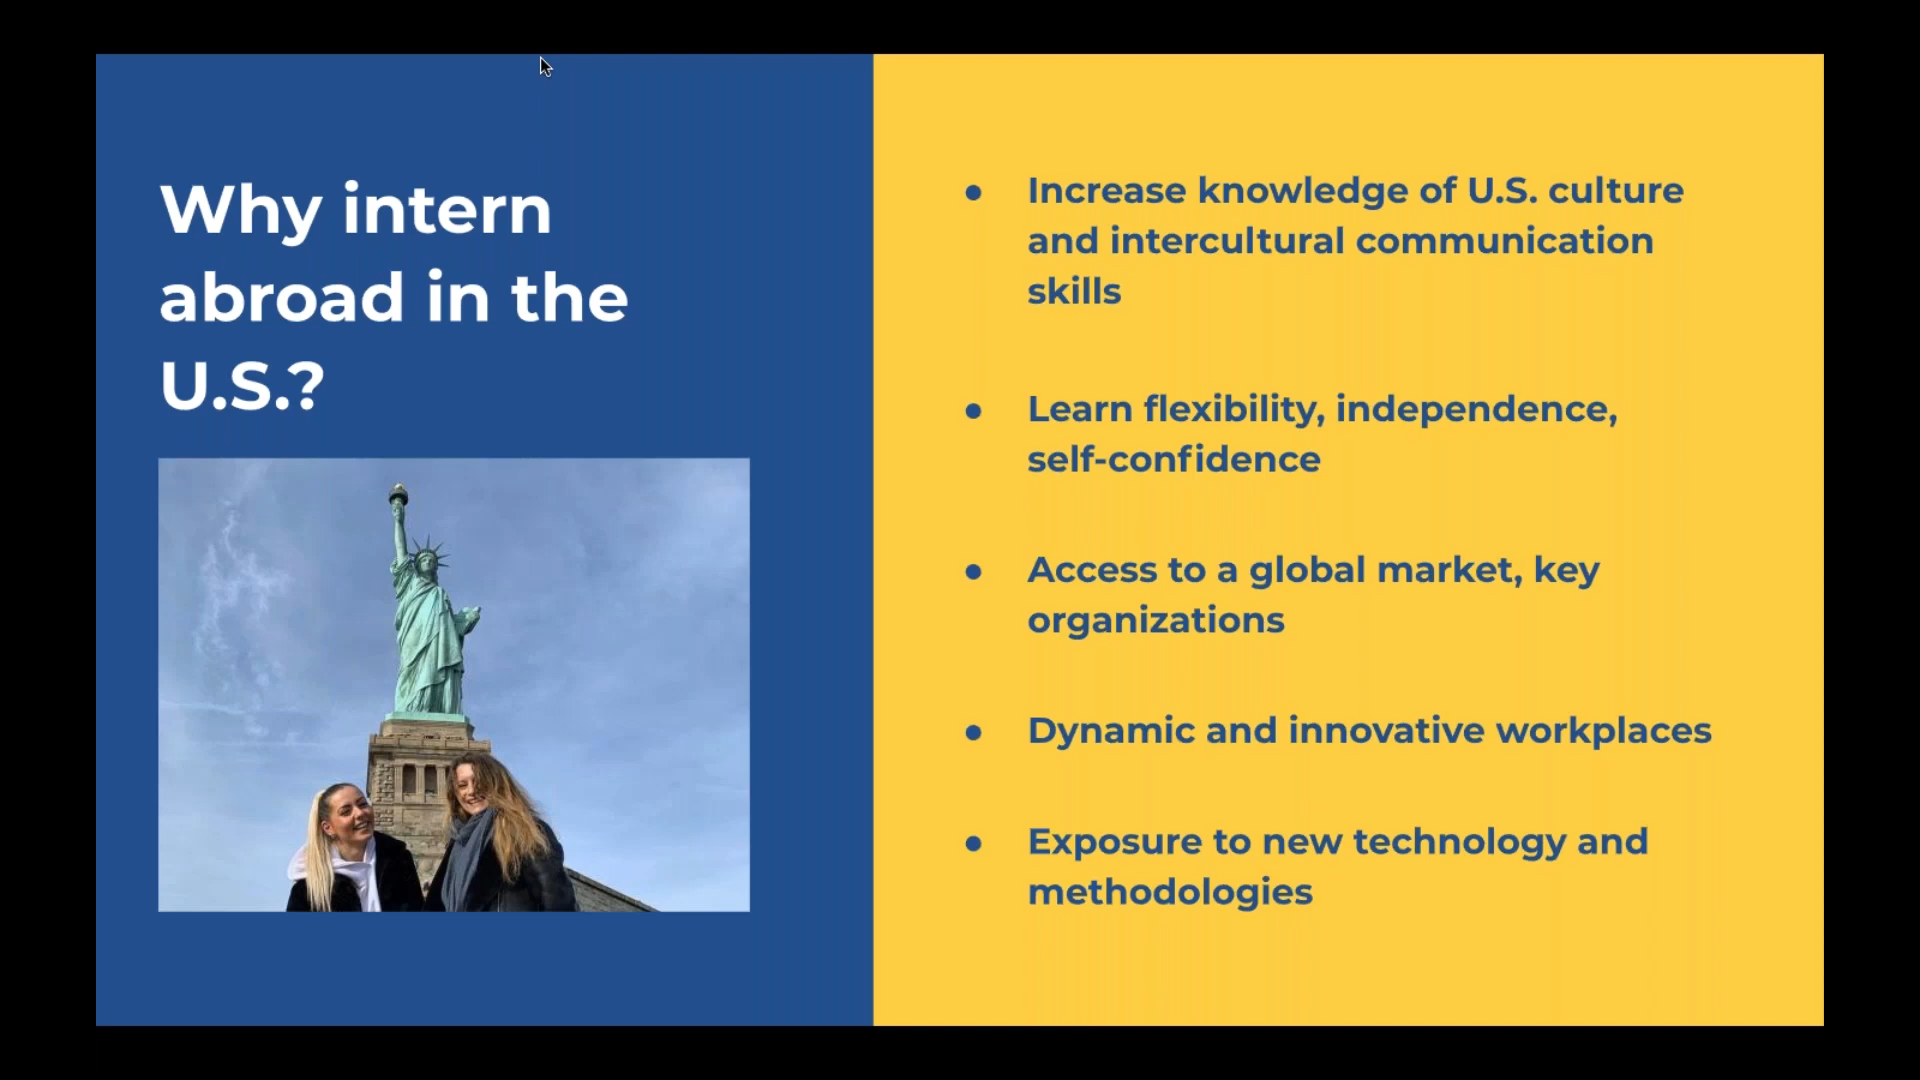 Why intern
abroad in the
U.S.?
● Increase knowledge of U.S. culture
and intercultural communication
skills
● Learn flexibility, independence,
self-confidence
● Access to a global market, key
organizations
● Dynamic and innovative workplaces
● Exposure to new technology and
methodologies